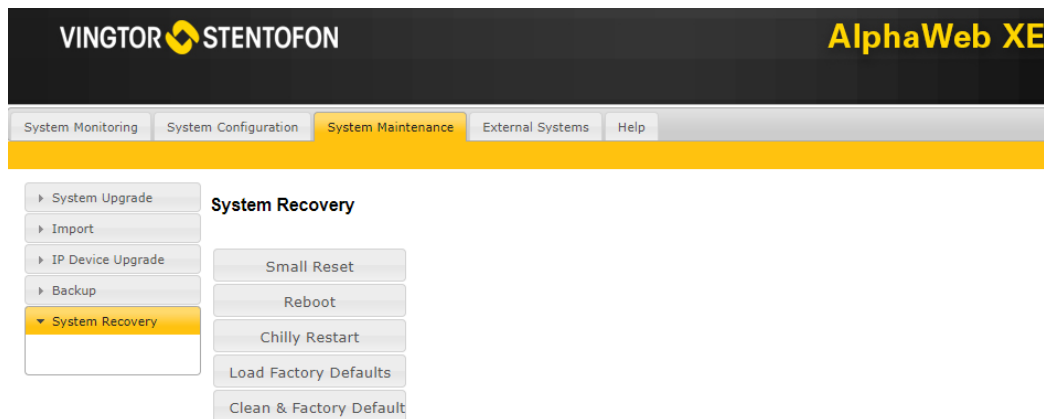 VINGTOR STENTOFON
AlphaWeb XE
System Monitoring
System Configuration
System Maintenance
External Systems
Help
System Upgrade
Import
IP Device Upgrade
Backup
System Recovery
System Recovery
Small Reset
Reboot
Chilly Restart
Load Factory Defaults
Clean & Factory Default